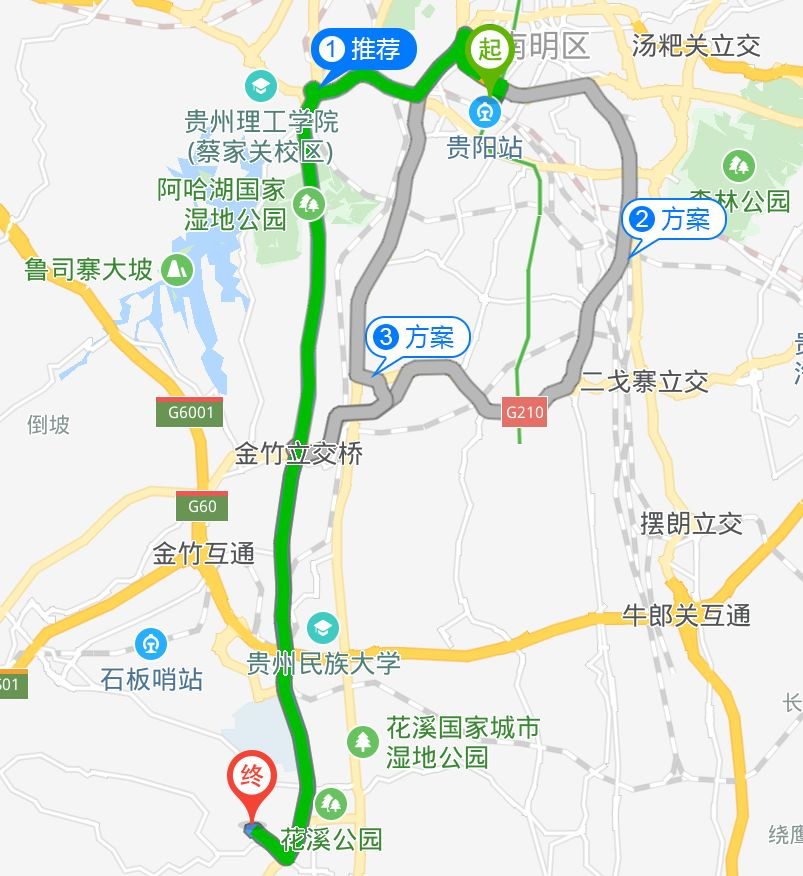 1 推荐
起
南明区
汤粑关立交
贵州理工学院
(蔡家关校区)
贵阳站
阿哈湖国家
湿地公园
森林公园
2 方案
鲁司寨大坡
3 方案
二戈寨立交
G6001
G210
倒坡
金竹立交桥
G60
摆朗立交
金竹互通
牛郎关互通
贵州民族大学
石板哨站
S01
长
花溪国家城市
湿地公园
终
花溪公园
绕鹰